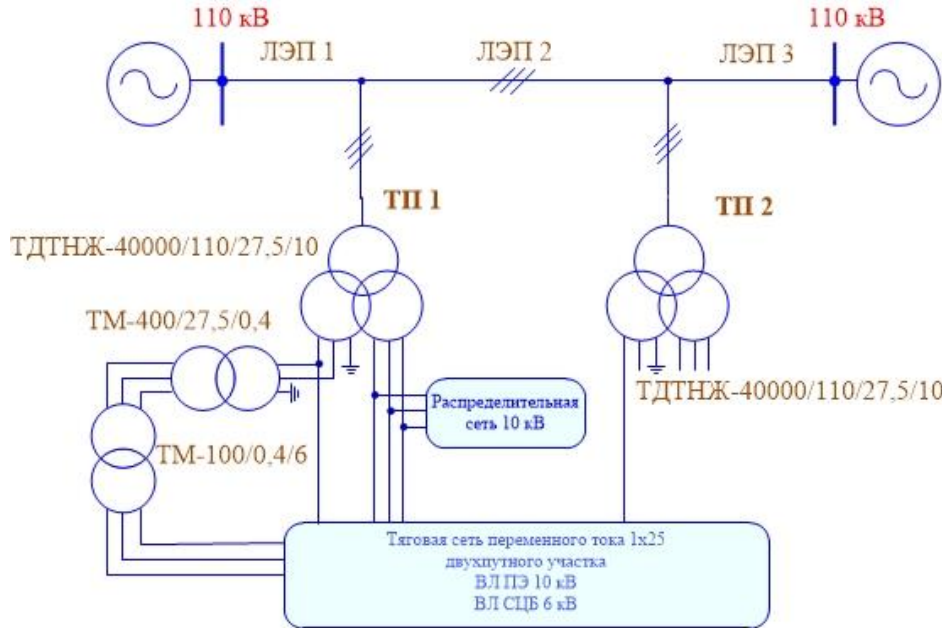 110 кВ
110 кВ
ЛЭП 1
ЛЭП 2
ЛЭП 3
ТП 1
ТП 2
ТДТНЖ-40000/110/27,5/10
ТМ-400/27,5/0,4
ТДТНЖ-40000/110/27,5/10
Распределительная
сеть 10 кВ
ТМ-100/0,4/6
Тяговая сеть переменного тока 1х25
двухпутного участка
ВЛ ПЭ 10 кВ
ВЛ СЦБ 6 кВ